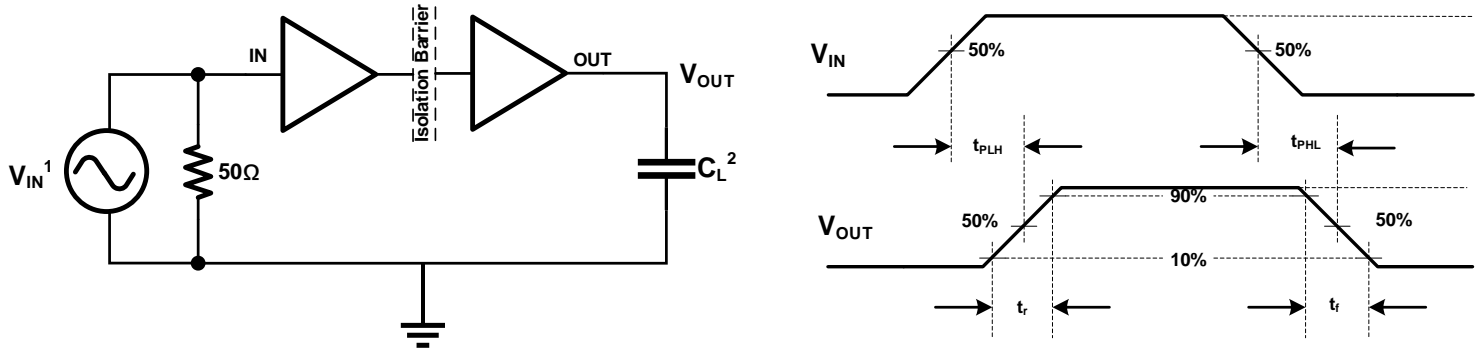 IN
Isolation Barrier
OUT
V_OUT
V_IN^1
50Ω
C_L^2
V_IN
50%
50%
t_PLH
t_PHL
V_OUT
50%
90%
50%
10%
t_r
t_f